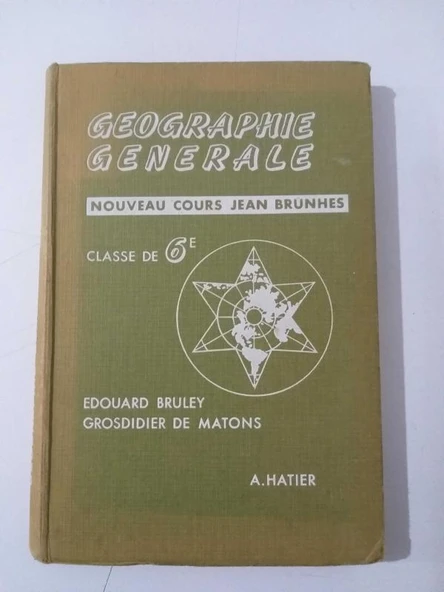 GEOGRAPHIE
GENERALE
NOUVEAU COURS JEAN BRUNHES
CLASSE DE 6E
EDOUARD BRULEY
GROSDIDIER DE MATONS
A.HATIER